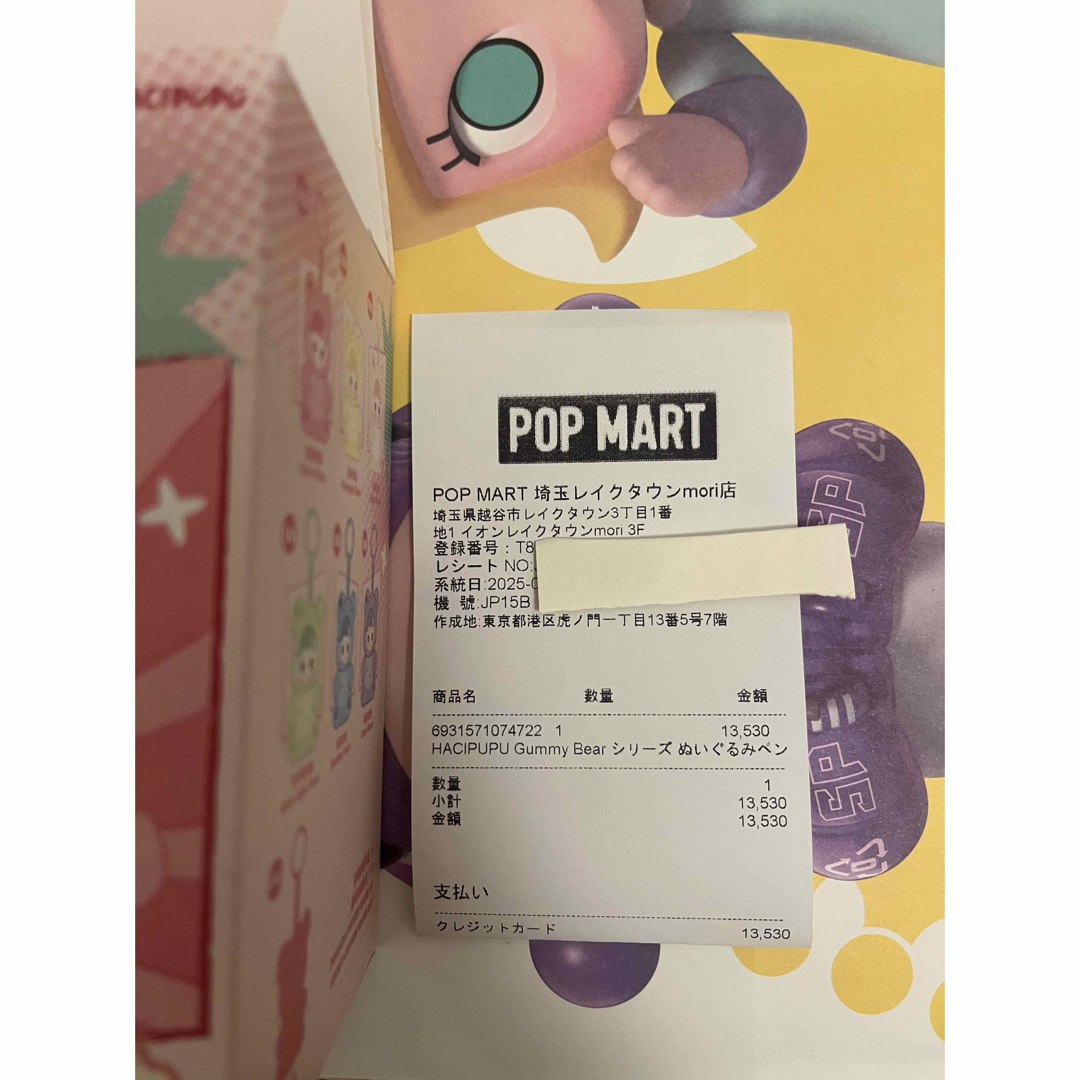 POP MART
POP MART 埼玉レイクタウンmori店
埼玉県越谷市レイクタウン3丁目1番
地1 イオンレイクタウンmori 3F
登録番号：T8
レシート NO:
系統日:2025-0
機 號:JP15B
作成地:東京都港区虎ノ門一丁目13番5号7階
商品名 数量 金額
6931571074722 1 13,530
HACIPUPU Gummy Bear シリーズ ぬいぐるみペン
数量 1
小計 13,530
金額 13,530
支払い
クレジットカード 13,530
SP
SP